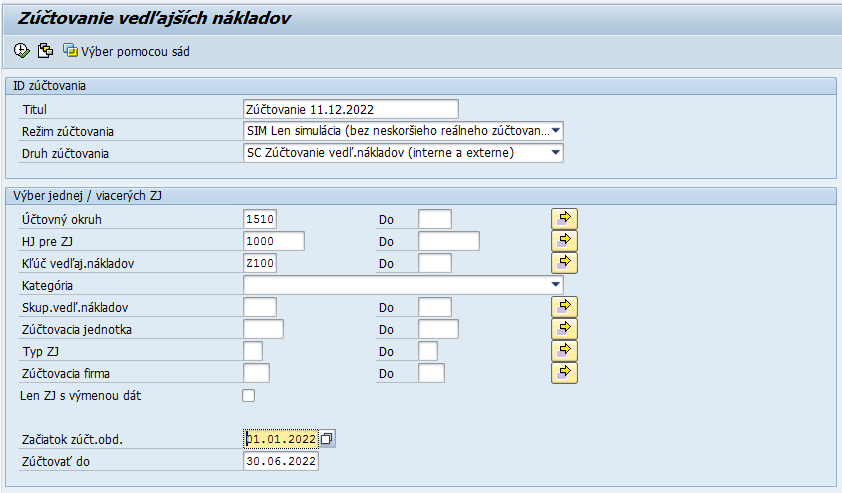 Zúčtovanie vedľajších nákladov
Výber pomocou sád
ID zúčtovania
Titul Zúčtovanie 11.12.2022
Režim zúčtovania SIM Len simulácia (bez neskoršieho reálneho zúčtovan...
Druh zúčtovania SC Zúčtovanie vedľ.nákladov (interne a externe)
Výber jednej / viacerých ZJ
Účtovný okruh 1510 Do
HJ pre ZJ 1000 Do
Kľúč vedľaj.nákladov Z100 Do
Kategória
Skup.vedľ.nákladov Do
Zúčtovacia jednotka Do
Typ ZJ Do
Zúčtovacia firma Do
Len ZJ s výmenou dát
Začiatok zúčt.obd. 01.01.2022
Zúčtovať do 30.06.2022